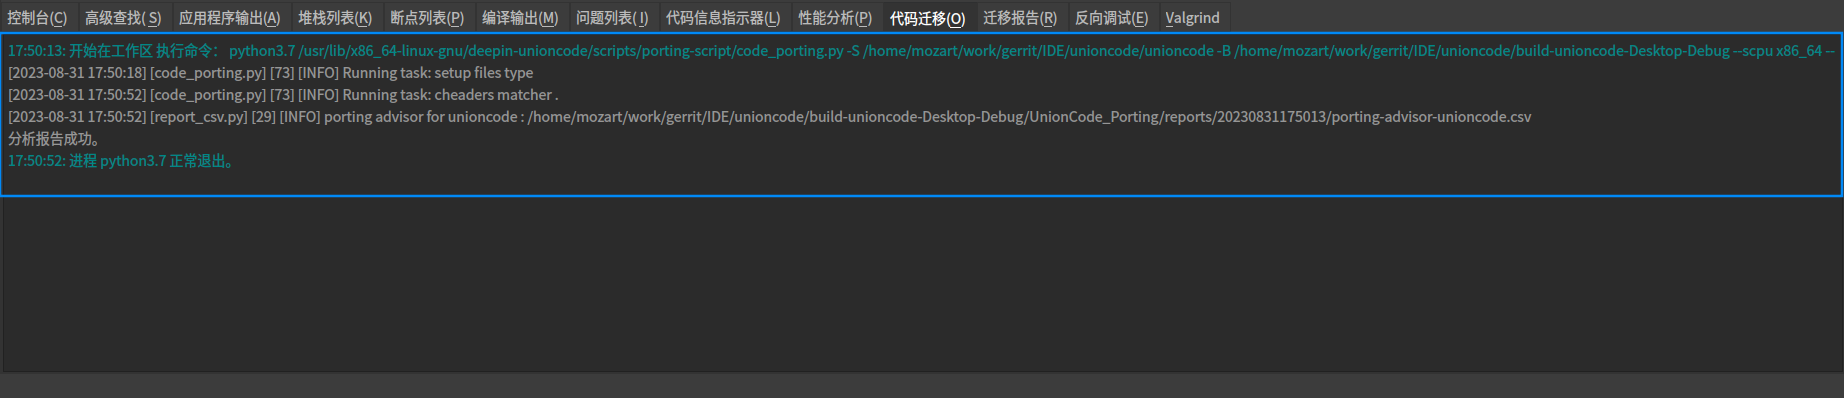 控制台(C) 高级查找( S) 应用程序输出(A) 堆栈列表(K) 断点列表(P) 编译输出(M) 问题列表( I) 代码信息指示器(L) 性能分析(P) 代码迁移(O) 迁移报告(R) 反向调试(E) Valgrind
17:50:13: 开始在工作区 执行命令： python3.7 /usr/lib/x86_64-linux-gnu/deepin-unioncode/scripts/porting-script/code_porting.py -S /home/mozart/work/gerrit/IDE/unioncode/unioncode -B /home/mozart/work/gerrit/IDE/unioncode/build-unioncode-Desktop-Debug --scpu x86_64 --
[2023-08-31 17:50:18] [code_porting.py] [73] [INFO] Running task: setup files type
[2023-08-31 17:50:52] [code_porting.py] [73] [INFO] Running task: cheaders matcher .
[2023-08-31 17:50:52] [report_csv.py] [29] [INFO] porting advisor for unioncode : /home/mozart/work/gerrit/IDE/unioncode/build-unioncode-Desktop-Debug/UnionCode_Porting/reports/20230831175013/porting-advisor-unioncode.csv
分析报告成功。
17:50:52: 进程 python3.7 正常退出。